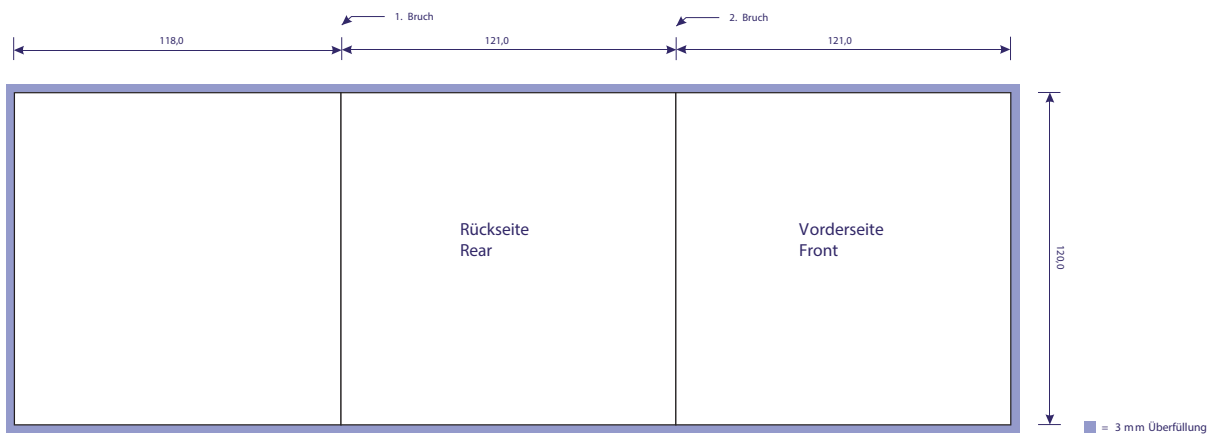 1. Bruch
2. Bruch
118,0
121,0
121,0
Rückseite
Rear
Vorderseite
Front
120,0
= 3 mm Überfüllung